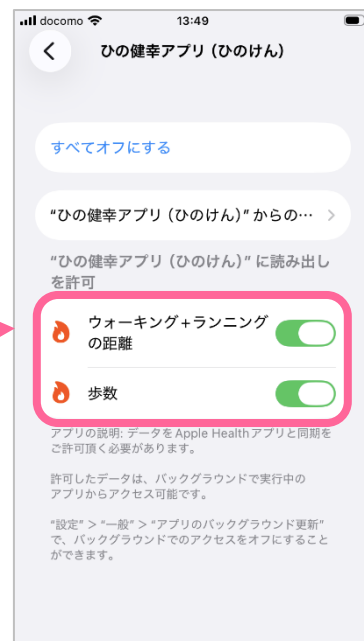 docomo 13:49
ひの健幸アプリ（ひのけん）
すべてオフにする
“ひの健幸アプリ（ひのけん）”からの…
“ひの健幸アプリ（ひのけん）”に読み出し
を許可
ウォーキング+ランニング
の距離
歩数
アプリの説明: データをApple Healthアプリと同期を
ご許可頂く必要があります。
許可したデータは、バックグラウンドで実行中の
アプリからアクセス可能です。
“設定” > “一般” > “アプリのバックグラウンド更新”
で、バックグラウンドでのアクセスをオフにすること
ができます。